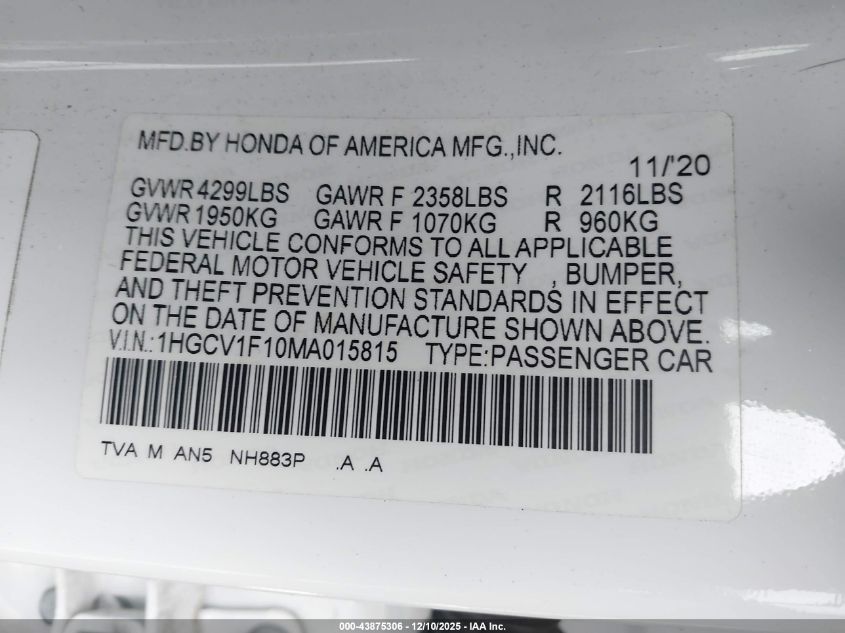 MFD.BY HONDA OF AMERICA MFG.,INC.
11/'20
GVWR 4299LBS GAWR F 2358LBS R 2116LBS
GVWR 1950KG GAWR F 1070KG R 960KG
THIS VEHICLE CONFORMS TO ALL APPLICABLE
FEDERAL MOTOR VEHICLE SAFETY , BUMPER,
AND THEFT PREVENTION STANDARDS IN EFFECT
ON THE DATE OF MANUFACTURE SHOWN ABOVE.
V.I.N.:1HGCV1F10MA015815 TYPE:PASSENGER CAR
TVA M AN5 NH883P .A .A
000-43875306 - 12/10/2025 - IAA Inc.